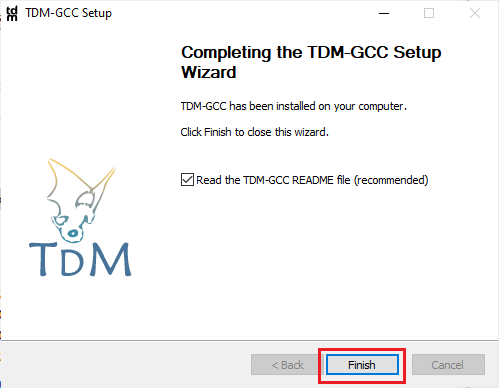 tdm TDM-GCC Setup
Completing the TDM-GCC Setup
Wizard
TDM-GCC has been installed on your computer.
Click Finish to close this wizard.
Read the TDM-GCC README file (recommended)
TDM
< Back Finish Cancel